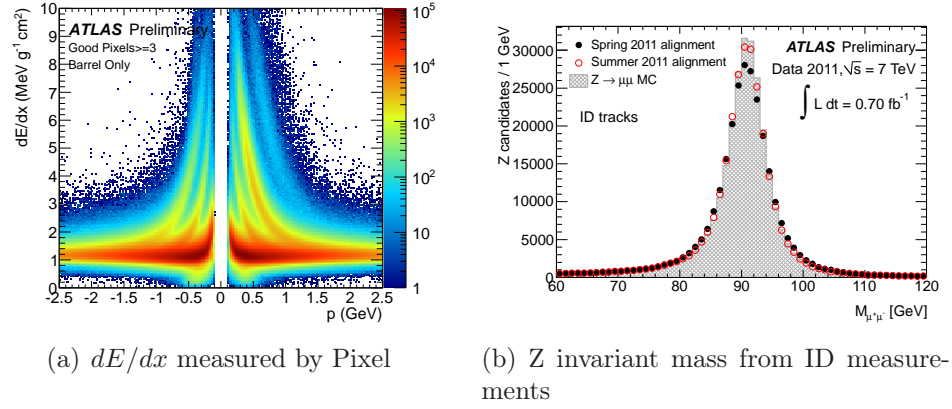 ATLAS Preliminary
Good Pixels>=3
Barrel Only
dE/dx (MeV g⁻¹ cm²)
10
9
8
7
6
5
4
3
2
1
0
-2.5 -2 -1.5 -1 -0.5 0 0.5 1 1.5 2 2.5
p (GeV)
10⁵
10⁴
10³
10²
10
1
(a) dE/dx measured by Pixel
Z candidates / 1 GeV
30000
25000
20000
15000
10000
5000
0
60 70 80 90 100 110 120
M μ⁺μ⁻ [GeV]
Spring 2011 alignment
Summer 2011 alignment
Z → μμ MC
ID tracks
ATLAS Preliminary
Data 2011, √s = 7 TeV
∫ L dt = 0.70 fb⁻¹
(b) Z invariant mass from ID measure-
ments